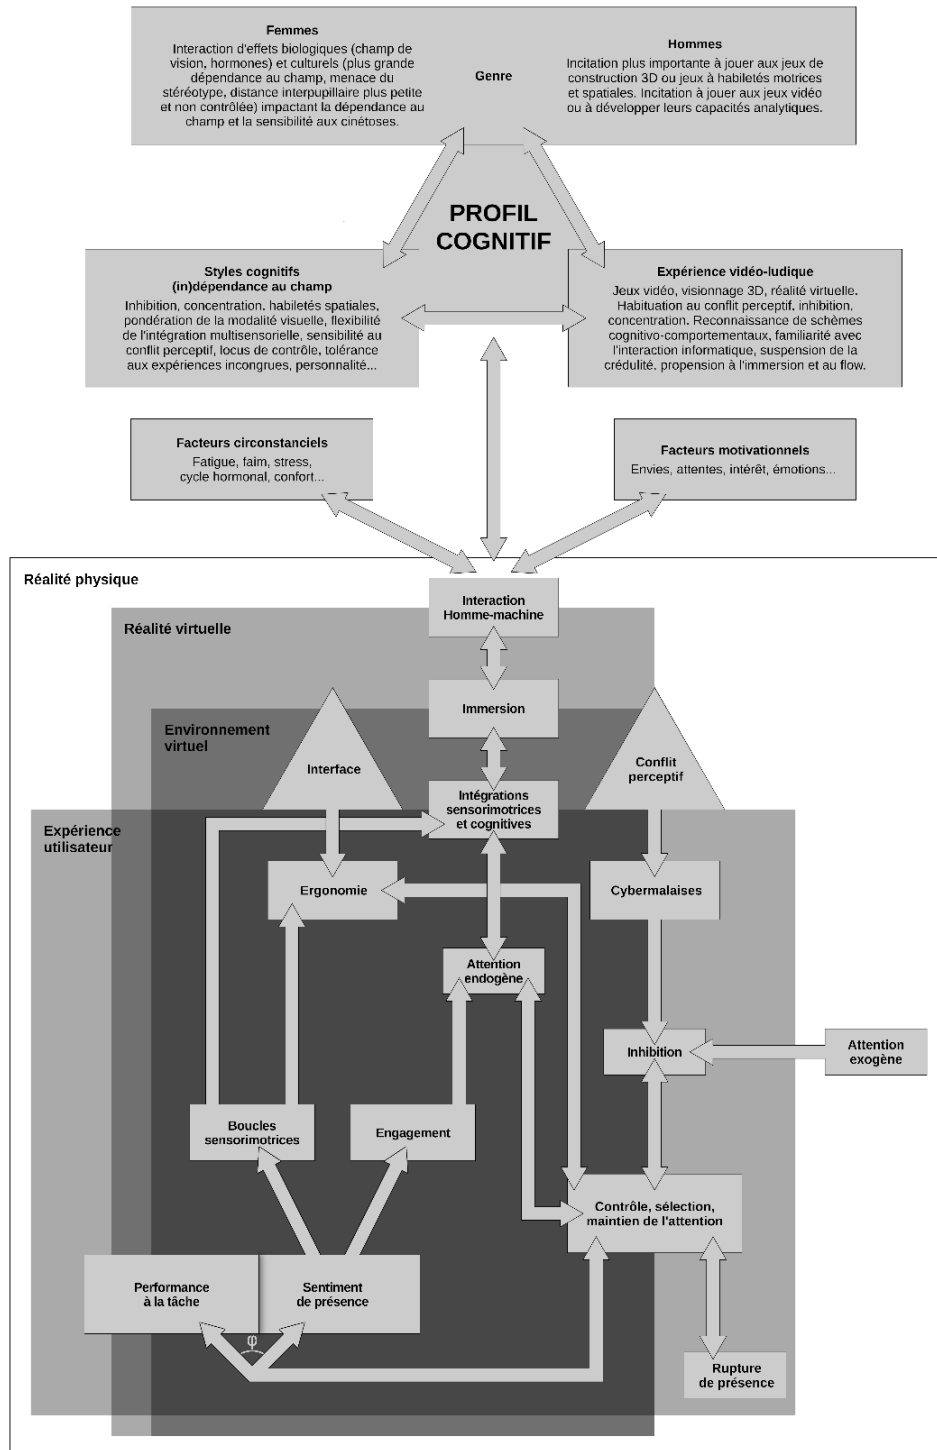 Femmes
Interaction d'effets biologiques (champ de
vision, hormones) et culturels (plus grande
dépendance au champ, menace du
stéréotype, distance interpupillaire plus petite
et non contrôlée) impactant la dépendance au
champ et la sensibilité aux cinétoses.
Genre
Hommes
Incitation plus importante à jouer aux jeux de
construction 3D ou jeux à habiletés motrices
et spatiales. Incitation à jouer aux jeux vidéo
ou à développer leurs capacités analytiques.
PROFIL
COGNITIF
Styles cognitifs
(in)dépendance au champ
Inhibition, concentration, habiletés spatiales,
pondération de la modalité visuelle, flexibilité
de l'intégration multisensorielle, sensibilité au
conflit perceptif, locus de contrôle, tolérance
aux expériences incongrues, personnalité...
Expérience vidéo-ludique
Jeux vidéo, visionnage 3D, réalité virtuelle.
Habituation au conflit perceptif, inhibition,
concentration. Reconnaissance de schèmes
cognitivo-comportementaux, familiarité avec
l'interaction informatique, suspension de la
crédulité, propension à l'immersion et au flow.
Facteurs circonstanciels
Fatigue, faim, stress,
cycle hormonal, confort...
Facteurs motivationnels
Envies, attentes, intérêt, émotions...
Réalité physique
Interaction
Homme-machine
Réalité virtuelle
Immersion
Environnement
virtuel
Interface
Conflit
perceptif
Intégrations
sensorimotrices
et cognitives
Expérience
utilisateur
Ergonomie
Cybermalaises
Attention
endogène
Inhibition
Attention
exogène
Boucles
sensorimotrices
Engagement
Contrôle, sélection,
maintien de l'attention
Performance
à la tâche
Sentiment
de présence
φ
Rupture
de présence